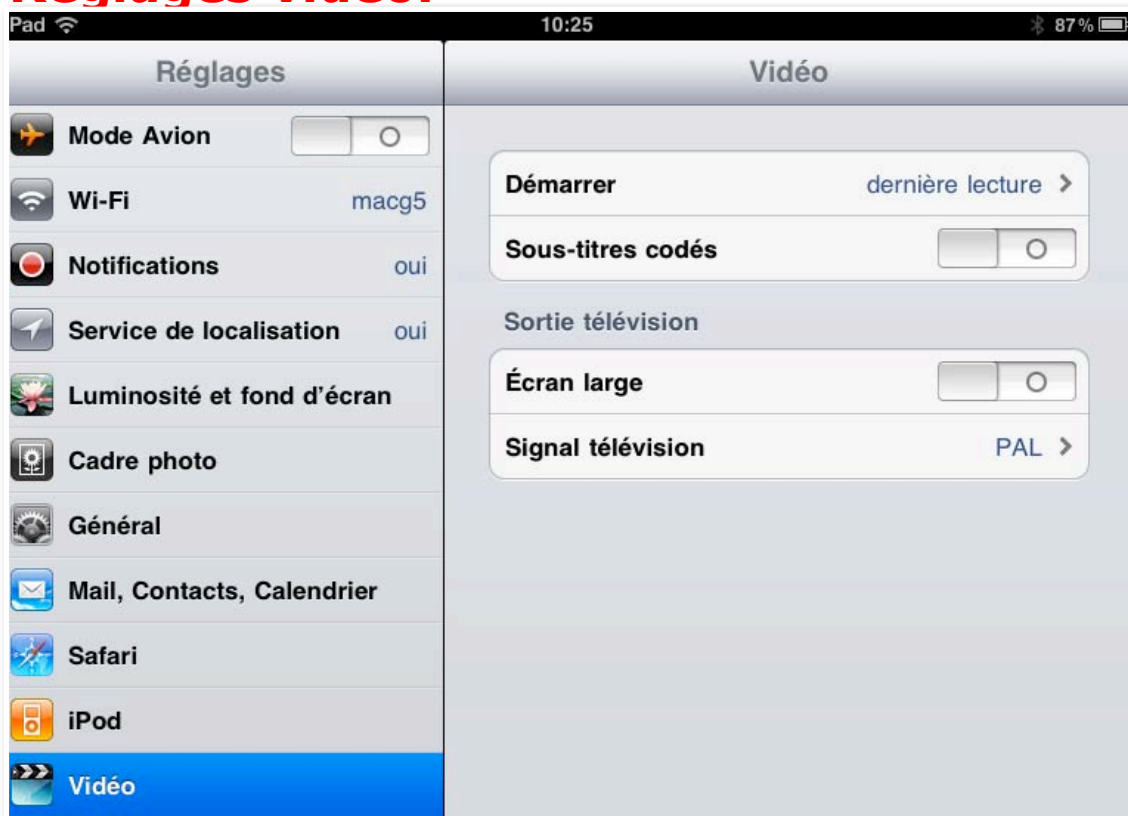 Réglages vidéo.
Pad 10:25 87%
Réglages
Mode Avion
Wi-Fi macg5
Notifications oui
Service de localisation oui
Luminosité et fond d'écran
Cadre photo
Général
Mail, Contacts, Calendrier
Safari
iPod
Vidéo
Vidéo
Démarrer dernière lecture
Sous-titres codés
Sortie télévision
Écran large
Signal télévision PAL